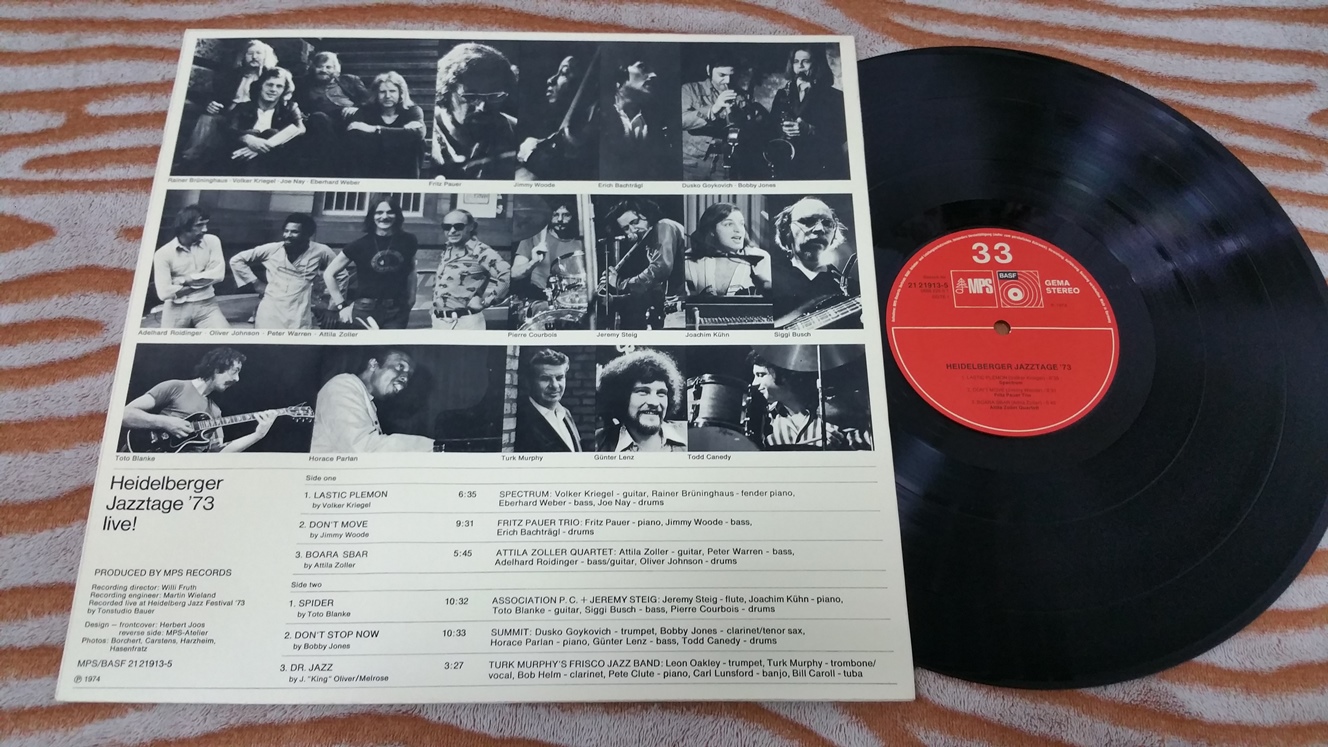 Rainer Brüninghaus · Volker Kriegel · Joe Nay · Eberhard Weber
Fritz Pauer
Jimmy Woode
Erich Bachträgl
Dusko Goykovich · Bobby Jones
Adelhard Roidinger · Oliver Johnson · Peter Warren · Attila Zoller
Pierre Courbois
Jeremy Steig
Joachim Kühn
Siggi Busch
Toto Blanke
Horace Parlan
Turk Murphy
Günter Lenz
Todd Canedy
Heidelberger
Jazztage '73
live!
PRODUCED BY MPS RECORDS
Recording director: Willi Fruth
Recording engineer: Martin Wieland
Recorded live at Heidelberg Jazz Festival '73
by Tonstudio Bauer
Design – frontcover: Herbert Joos
reverse side: MPS-Atelier
Photos: Borchert, Carstens, Harzheim,
Hasenfratz
MPS/BASF 21 21913-5
Ⓟ 1974
Side one
1. LASTIC PLEMON 6:35 SPECTRUM: Volker Kriegel - guitar, Rainer Brüninghaus - fender piano,
by Volker Kriegel Eberhard Weber - bass, Joe Nay - drums
2. DON'T MOVE 9:31 FRITZ PAUER TRIO: Fritz Pauer - piano, Jimmy Woode - bass,
by Jimmy Woode Erich Bachträgl - drums
3. BOARA SBAR 5:45 ATTILA ZOLLER QUARTET: Attila Zoller - guitar, Peter Warren - bass,
by Attila Zoller Adelhard Roidinger - bass/guitar, Oliver Johnson - drums
Side two
1. SPIDER 10:32 ASSOCIATION P. C. + JEREMY STEIG: Jeremy Steig - flute, Joachim Kühn - piano,
by Toto Blanke Toto Blanke - guitar, Siggi Busch - bass, Pierre Courbois - drums
2. DON'T STOP NOW 10:33 SUMMIT: Dusko Goykovich - trumpet, Bobby Jones - clarinet/tenor sax,
by Bobby Jones Horace Parlan - piano, Günter Lenz - bass, Todd Canedy - drums
3. DR. JAZZ 3:27 TURK MURPHY'S FRISCO JAZZ BAND: Leon Oakley - trumpet, Turk Murphy - trombone/
by J. "King" Oliver/Melrose vocal, Bob Helm - clarinet, Pete Clute - piano, Carl Lunsford - banjo, Bill Caroll - tuba
33
21 21913-5
MPS
BASF
GEMA
STEREO
HEIDELBERGER JAZZTAGE '73